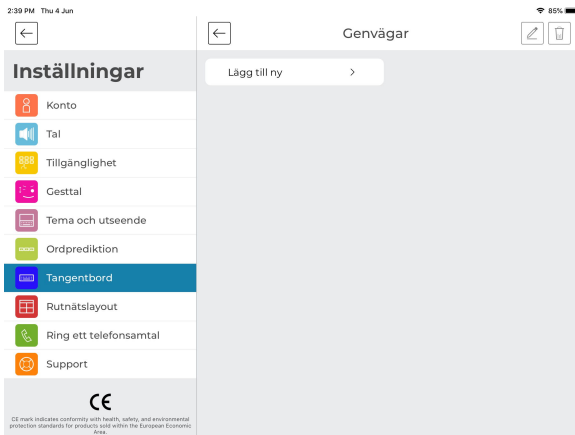 2:39 PM Thu 4 Jun
85%
Genvägar
Inställningar
Lägg till ny
Konto
Tal
Tillgänglighet
Gesttal
Tema och utseende
Ordprediktion
Tangentbord
Rutnätslayout
Ring ett telefonsamtal
Support
CE
CE mark indicates conformity with health, safety, and environmental
protection standards for products sold within the European Economic
Area.